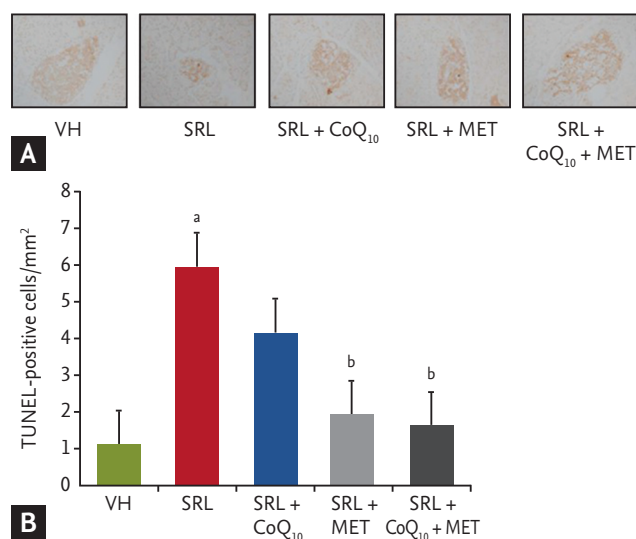 VH
SRL
SRL + CoQ₁₀
SRL + MET
SRL +
CoQ₁₀ + MET
A
8
7
6
5
4
3
2
1
0
TUNEL-positive cells/mm²
a
b
b
VH
SRL
SRL +
CoQ₁₀
SRL +
MET
SRL +
CoQ₁₀ + MET
B